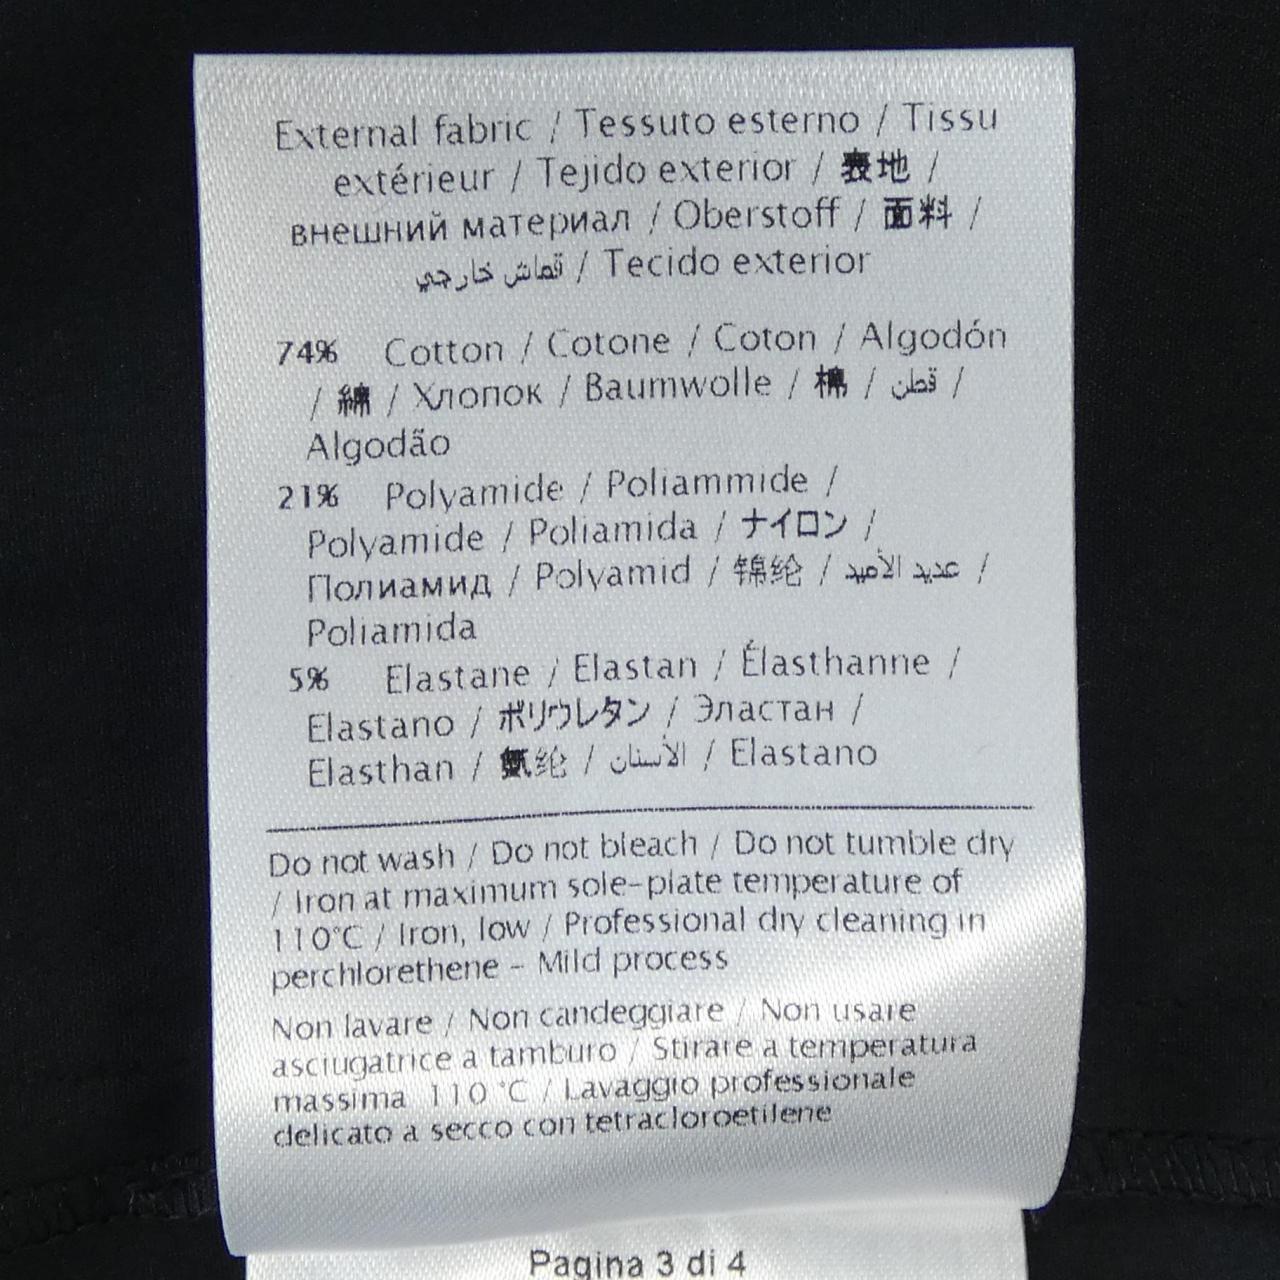 External fabric / Tessuto esterno / Tissu
extérieur / Tejido exterior / 表地 /
внешний материал / Oberstoff / 面料 /
قماش خارجي / Tecido exterior
74% Cotton / Cotone / Coton / Algodón
/ 綿 / Хлопок / Baumwolle / 棉 / قطن /
Algodão
21% Polyamide / Poliammide /
Polyamide / Poliamida / ナイロン /
Полиамид / Polyamid / 锦纶 / عديد الأميد /
Poliamida
5% Elastane / Elastan / Élasthanne /
Elastano / ポリウレタン / Эластан /
Elasthan / 氨纶 / الأستان / Elastano
Do not wash / Do not bleach / Do not tumble dry
/ Iron at maximum sole-plate temperature of
110°C / Iron, low / Professional dry cleaning in
perchlorethene - Mild process
Non lavare / Non candeggiare / Non usare
asciugatrice a tamburo / Stirare a temperatura
massima 110 °C / Lavaggio professionale
delicato a secco con tetracloroetilene
Pagina 3 di 4